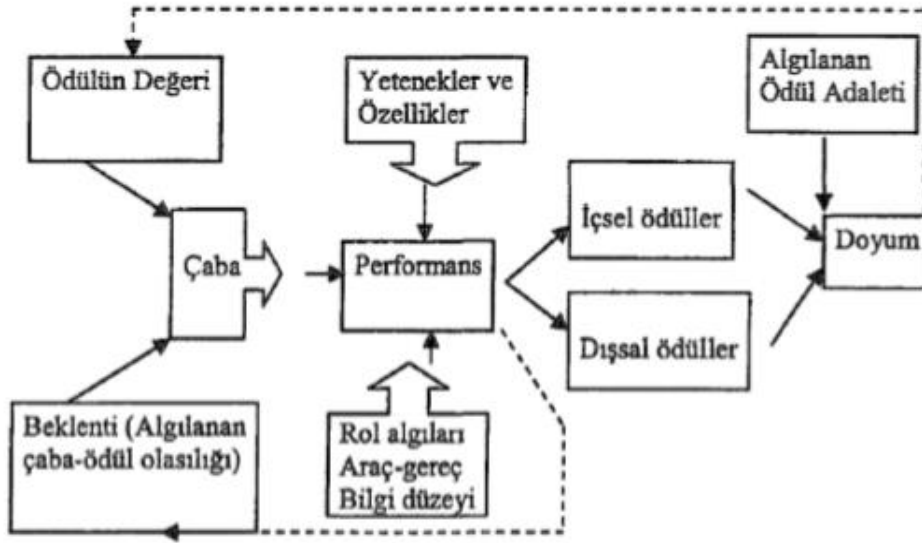 Ödülün Değeri
Yetenekler ve
Özellikler
Algılanan
Ödül Adaleti
Çaba
Performans
İçsel ödüller
Dışsal ödüller
Doyum
Beklenti (Algılanan
çaba-ödül olasılığı)
Rol algıları
Araç-gereç
Bilgi düzeyi